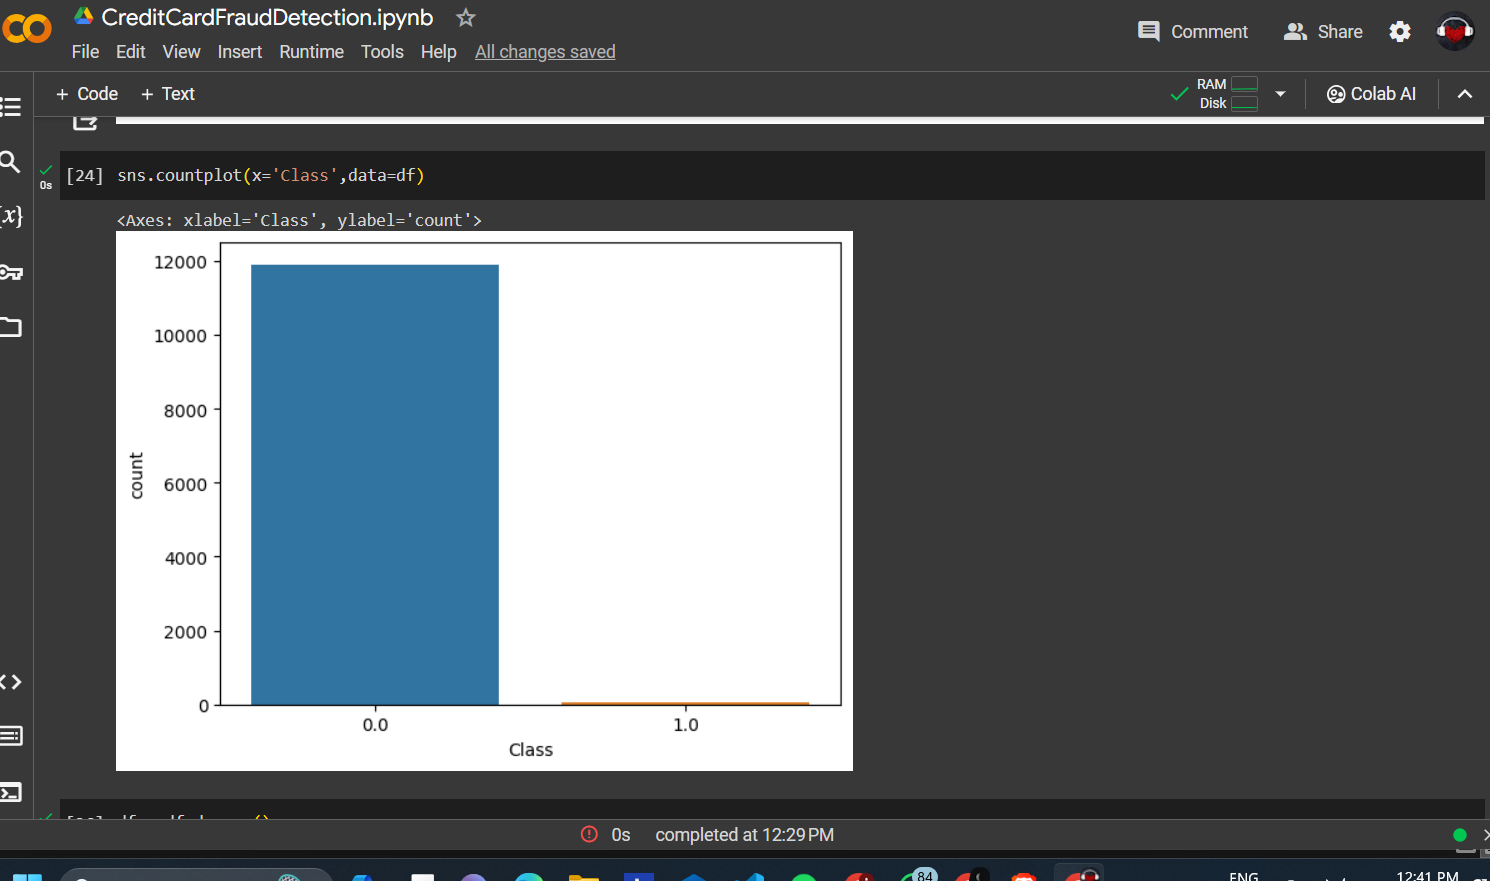 CreditCardFraudDetection.ipynb
File Edit View Insert Runtime Tools Help All changes saved
Comment Share
+ Code + Text
RAM
Disk
Colab AI
[24] sns.countplot(x='Class',data=df)
0s
{x}
<Axes: xlabel='Class', ylabel='count'>
12000
10000
8000
6000
4000
2000
0
count
0.0 1.0
Class
0s completed at 12:29 PM
84
ENG
12:41 PM